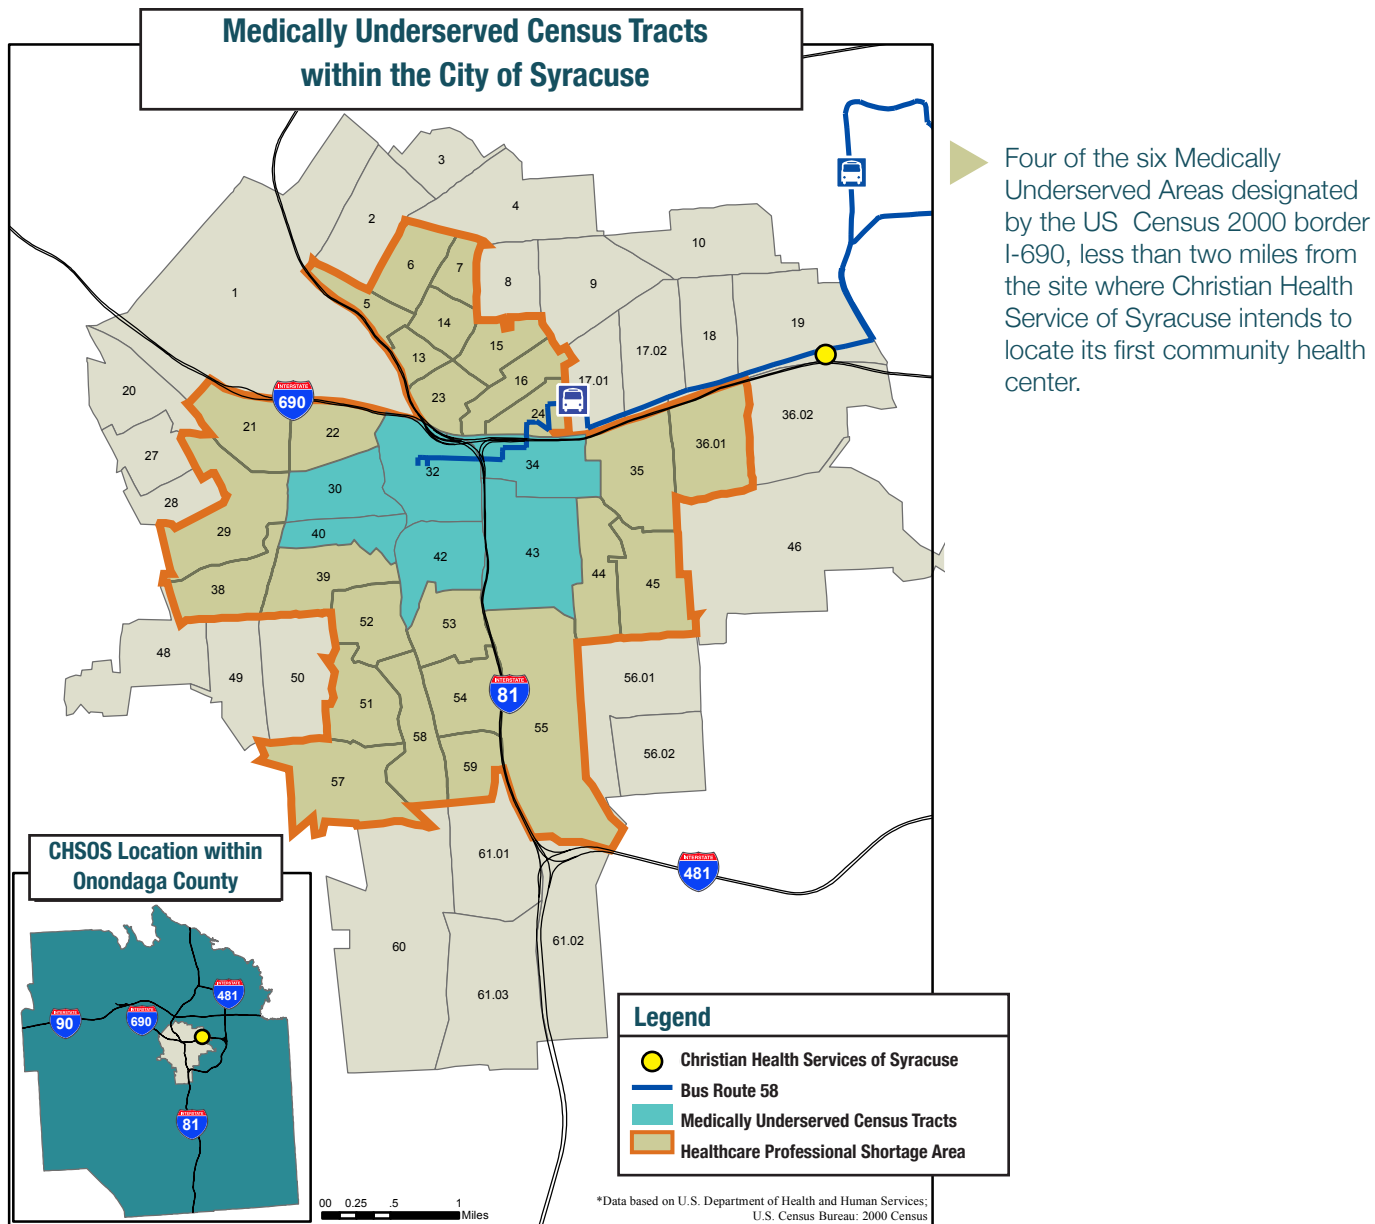 Medically Underserved Census Tracts
within the City of Syracuse
Four of the six Medically
Underserved Areas designated
by the US Census 2000 border
I-690, less than two miles from
the site where Christian Health
Service of Syracuse intends to
locate its first community health
center.
3
2
4
10
6
7
8
9
1
5
14
19
15
17.02
18
13
16
17.01
20
23
INTERSTATE
690
24
36.02
21
22
27
36.01
32
34
35
30
28
29
40
42
43
46
39
44
45
38
52
53
48
49
50
56.01
INTERSTATE
81
54
51
55
58
56.02
59
57
61.01
INTERSTATE
481
60
61.02
61.03
CHSOS Location within
Onondaga County
INTERSTATE
481
INTERSTATE
90
INTERSTATE
690
INTERSTATE
81
Legend
Christian Health Services of Syracuse
Bus Route 58
Medically Underserved Census Tracts
Healthcare Professional Shortage Area
00 0.25 .5 1
Miles
*Data based on U.S. Department of Health and Human Services;
U.S. Census Bureau: 2000 Census